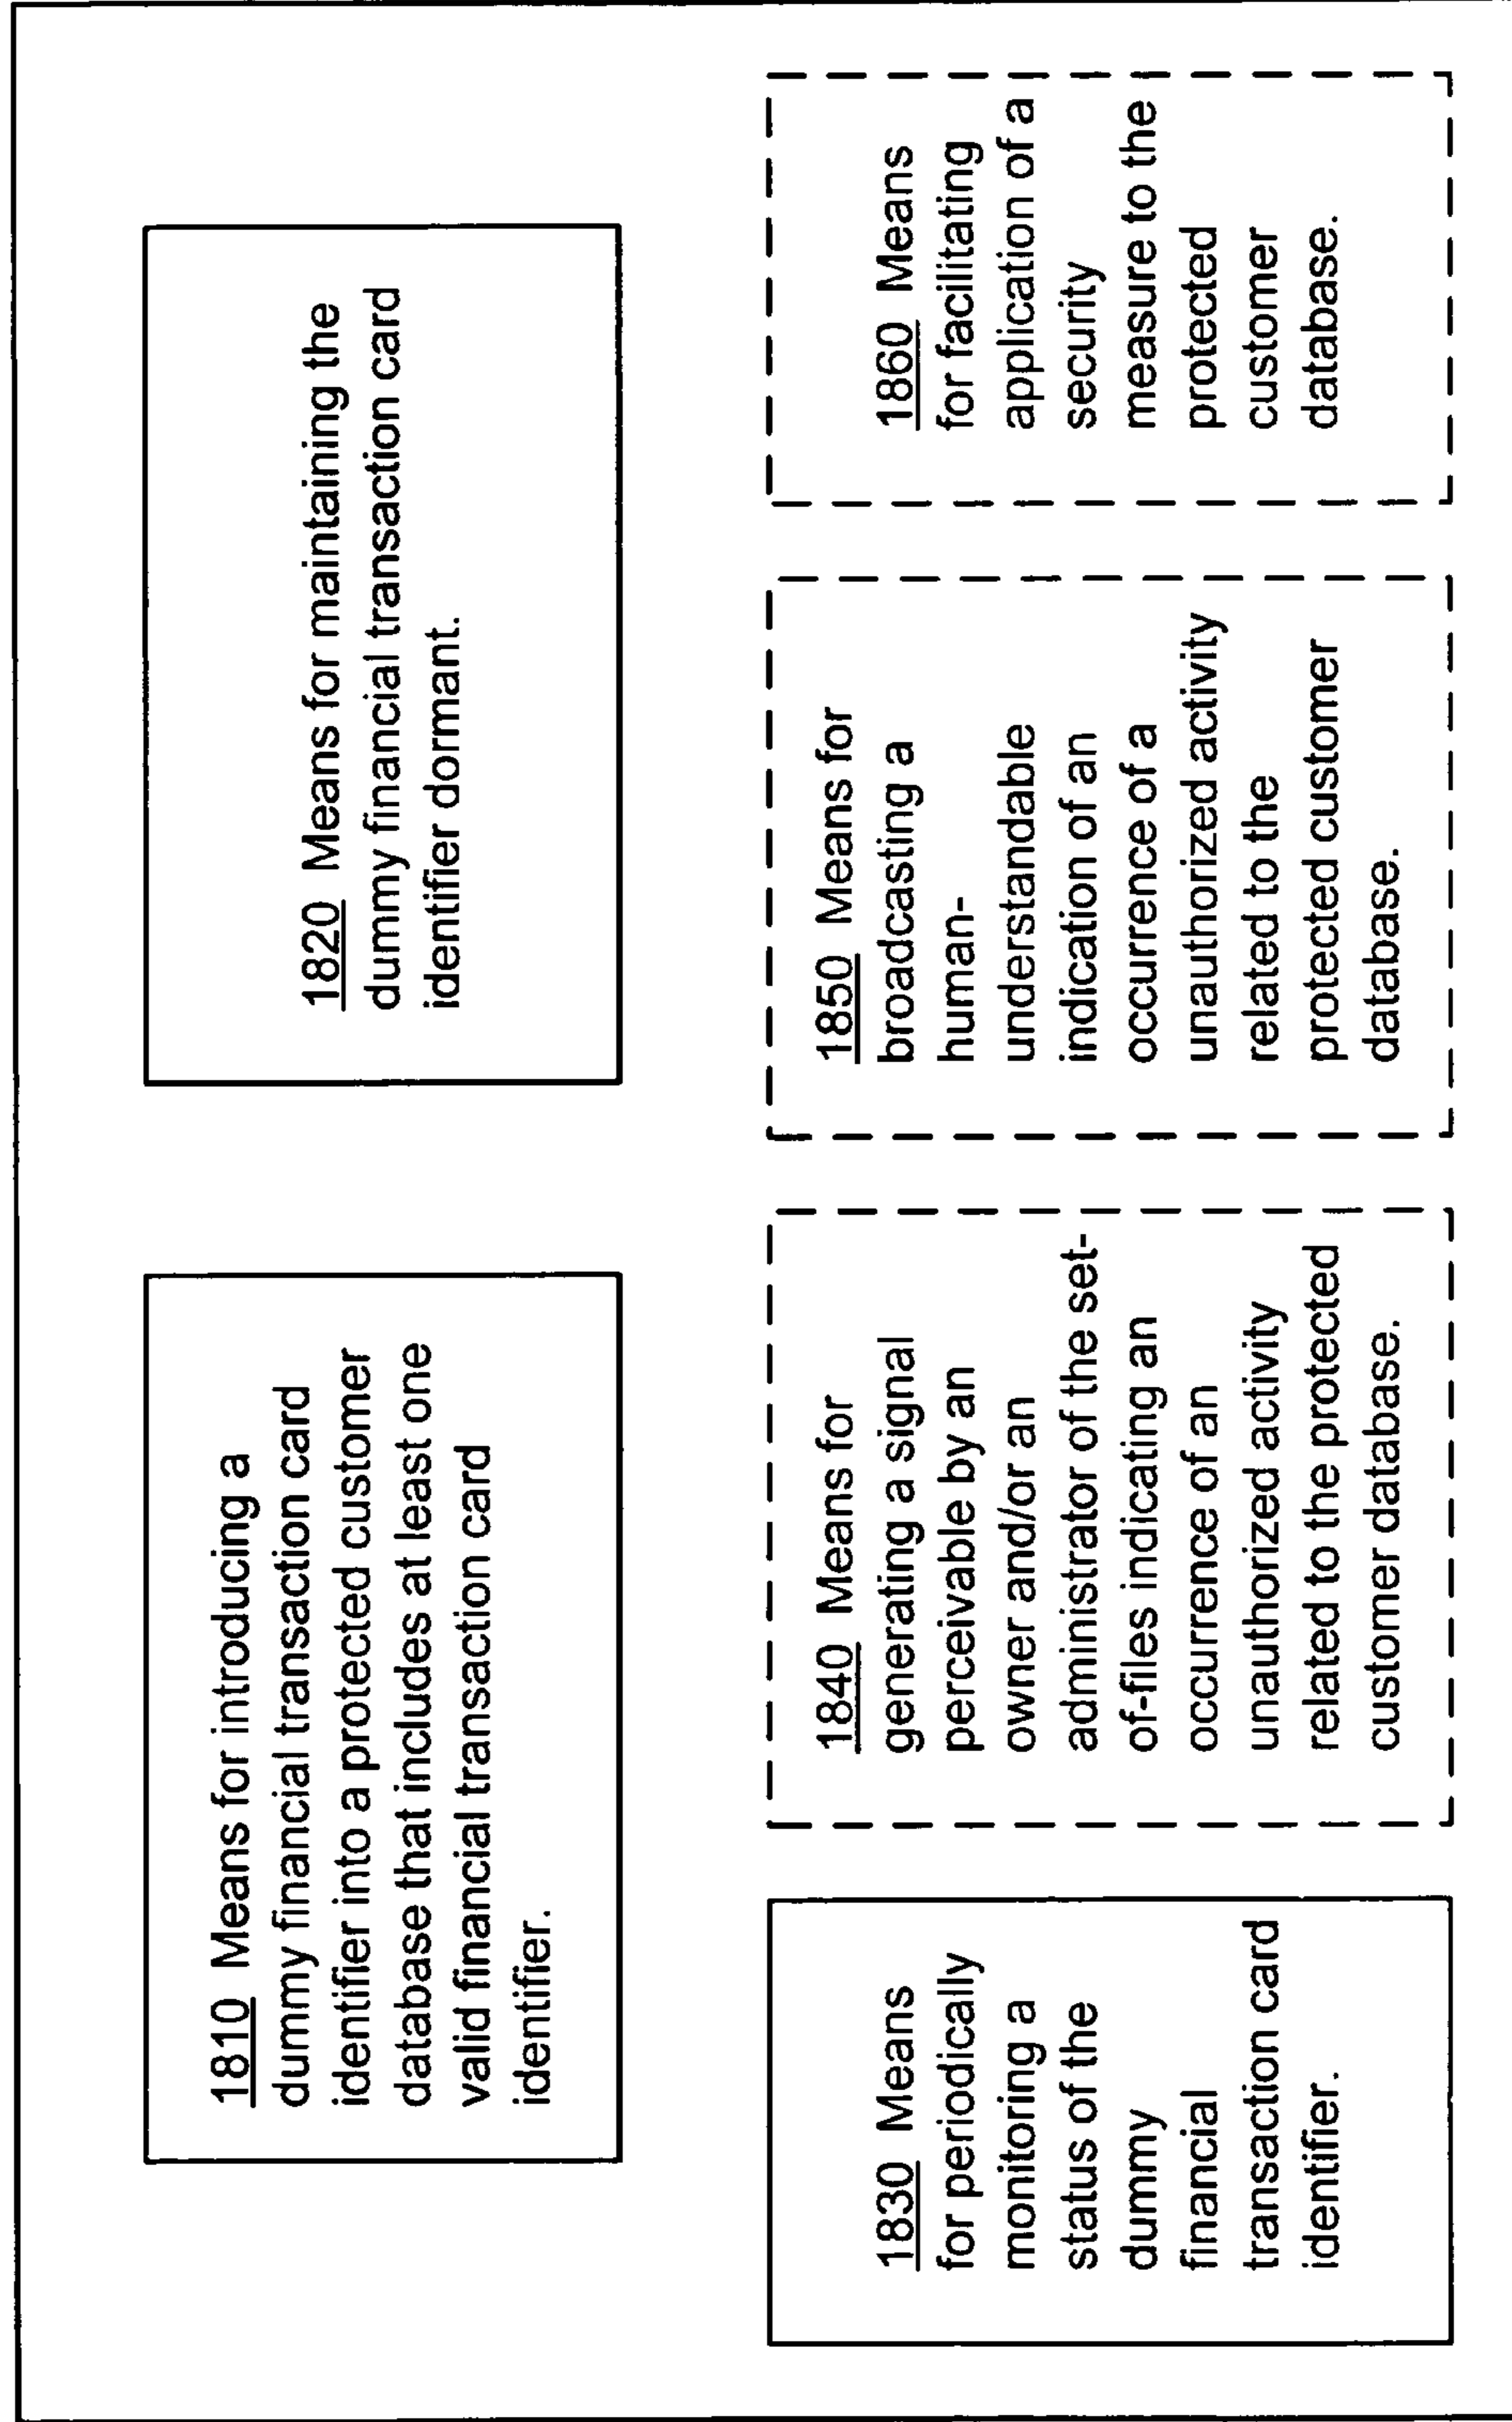 1810 Means for introducing a
dummy financial transaction card
identifier into a protected customer
database that includes at least one
valid financial transaction card
identifier.
1820 Means for maintaining the
dummy financial transaction card
identifier dormant.
1830 Means
for periodically
monitoring a
status of the
dummy
financial
transaction card
identifier.
1840 Means for
generating a signal
perceivable by an
owner and/or an
administrator of the set-
of-files indicating an
occurrence of an
unauthorized activity
related to the protected
customer database.
1850 Means for
broadcasting a
human-
understandable
indication of an
occurrence of a
unauthorized activity
related to the
protected customer
database.
1860 Means
for facilitating
application of a
security
measure to the
protected
customer
database.